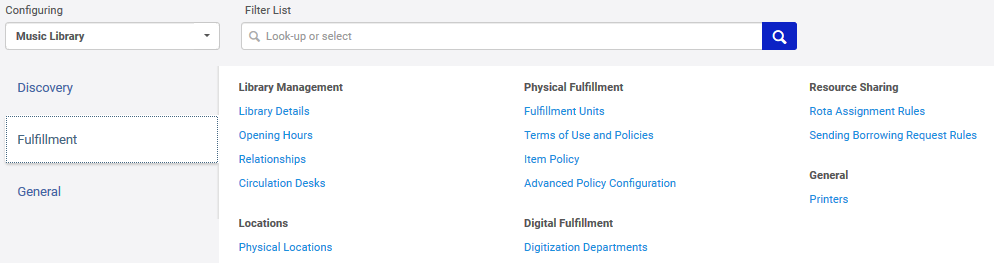 Configuring
Music Library
Filter List
Look-up or select
Discovery
Fulfillment
General
Library Management
Library Details
Opening Hours
Relationships
Circulation Desks
Locations
Physical Locations
Physical Fulfillment
Fulfillment Units
Terms of Use and Policies
Item Policy
Advanced Policy Configuration
Digital Fulfillment
Digitization Departments
Resource Sharing
Rota Assignment Rules
Sending Borrowing Request Rules
General
Printers